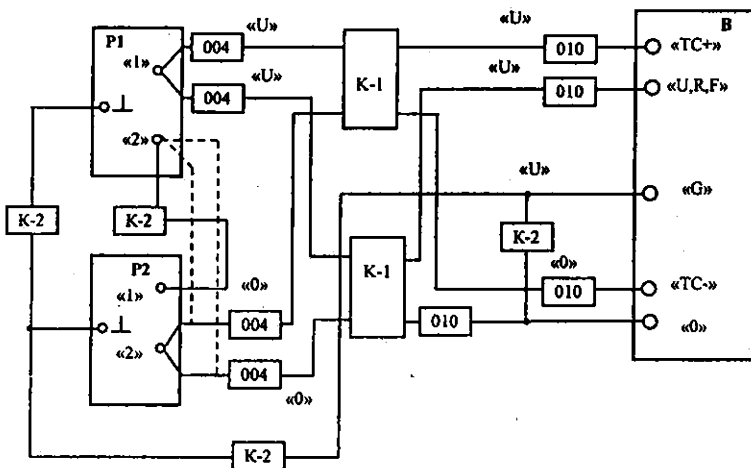 «U»
«U»
B
P1
004
010
«TC+»
«1»
«U»
«U»
K-1
004
010
«U,R,F»
«2»
«U»
«G»
K-2
K-2
K-2
P2
K-1
«0»
«1»
«0»
010
«TC-»
004
010
«0»
«2»
004
«0»
K-2